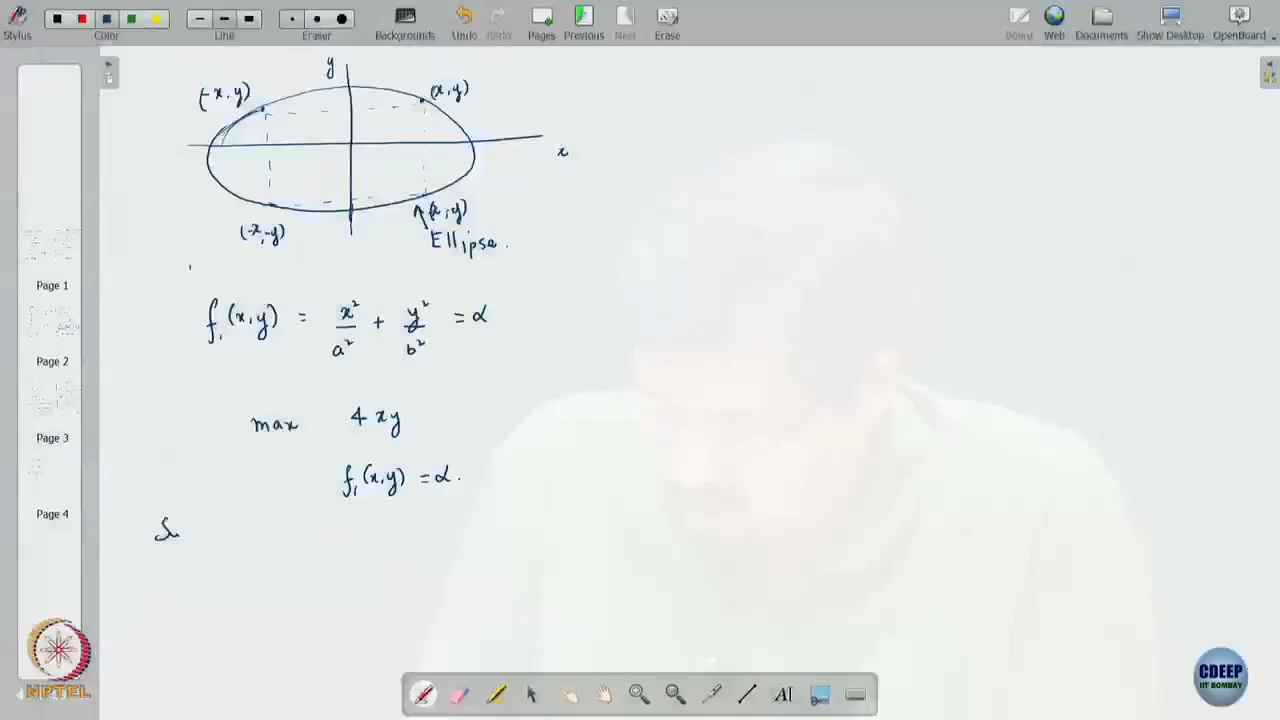 Stylus
Color
Line
Eraser
Backgrounds
Undo
Redo
Pages
Previous
Next
Erase
Board
Web
Documents
Show Desktop
OpenBoard
y
(-x, y)
(x, y)
x
(-x, -y)
(x, -y)
Ellipse.
f₁(x,y) = x²/a² + y²/b² = α
max 4xy
f₁(x,y) = α.
Page 1
Page 2
Page 3
Page 4
NPTEL
CDEEP
IIT BOMBAY